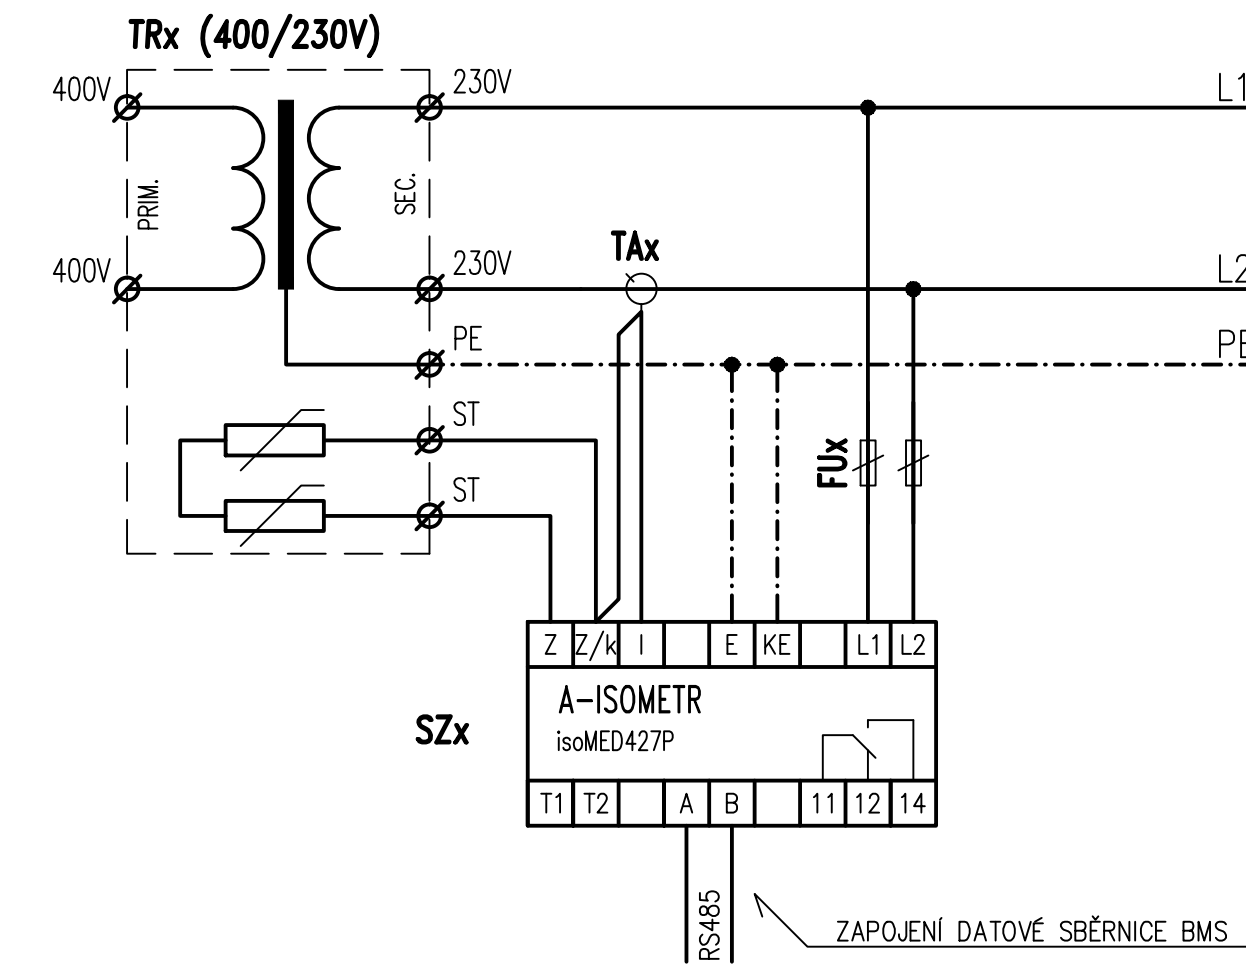 TRx (400/230V)
400V
230V
L1
PRIM.
SEC.
TAx
400V
230V
L2
PE
PE
ST
FUx
ST
Z Z/k I E KE L1 L2
A-ISOMETR
SZx
isoMED427P
T1 T2 A B 11 12 14
RS485
ZAPOJENÍ DATOVÉ SBĚRNICE BMS